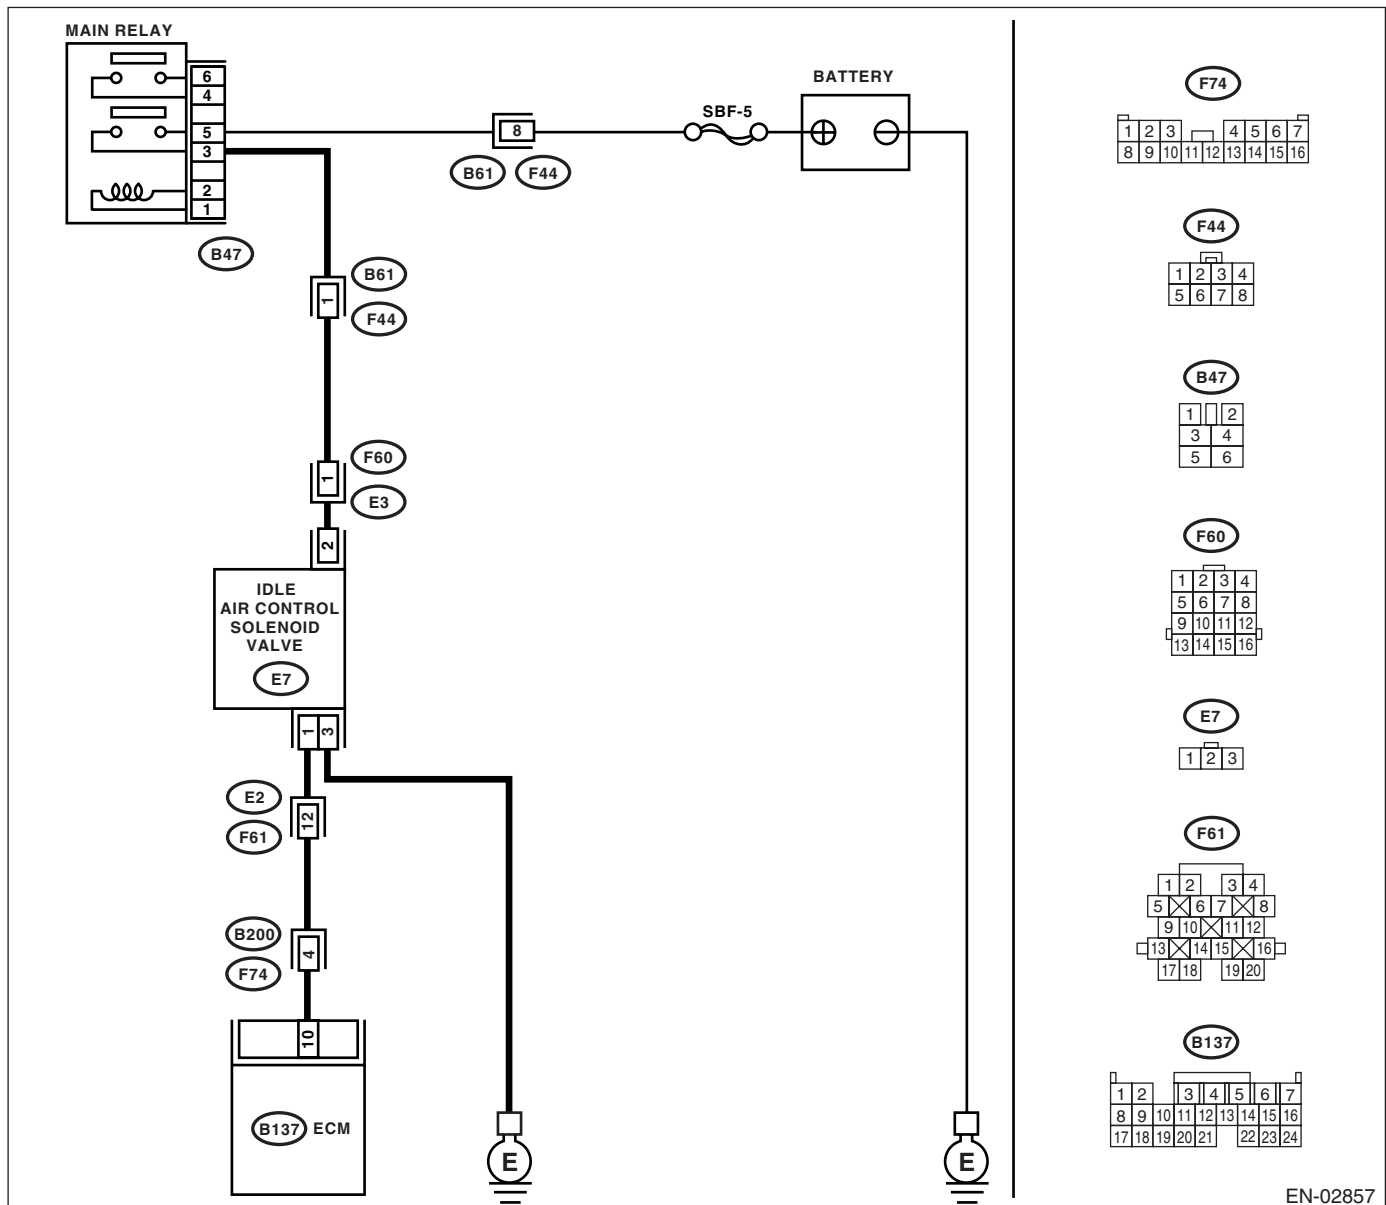 MAIN RELAY
6
4
5
3
2
1
B47
8
B61 F44
SBF-5
BATTERY
1
B61
F44
1
F60
E3
2
IDLE
AIR CONTROL
SOLENOID
VALVE
E7
1 3
E2
12
F61
B200
4
F74
10
B137 ECM
E
E
F74
1 2 3 4 5 6 7
8 9 10 11 12 13 14 15 16
F44
1 2 3 4
5 6 7 8
B47
1 2
3 4
5 6
F60
1 2 3 4
5 6 7 8
9 10 11 12
13 14 15 16
E7
1 2 3
F61
1 2 3 4
5 6 7 8
9 10 11 12
13 14 15 16
17 18 19 20
B137
1 2 3 4 5 6 7
8 9 10 11 12 13 14 15 16
17 18 19 20 21 22 23 24
EN-02857